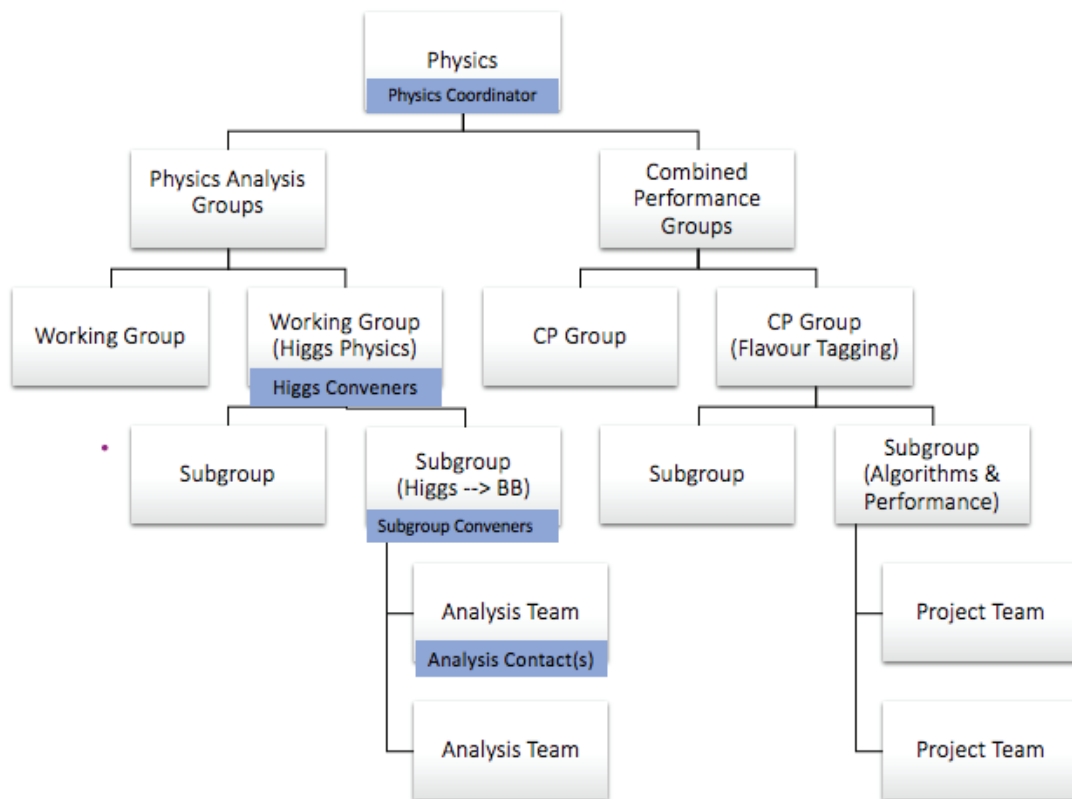 Physics
Physics Coordinator
Physics Analysis
Groups
Combined
Performance
Groups
Working Group
Working Group
(Higgs Physics)
Higgs Conveners
CP Group
CP Group
(Flavour Tagging)
Subgroup
Subgroup
(Higgs --> BB)
Subgroup Conveners
Subgroup
Subgroup
(Algorithms &
Performance)
Analysis Team
Analysis Contact(s)
Project Team
Analysis Team
Project Team